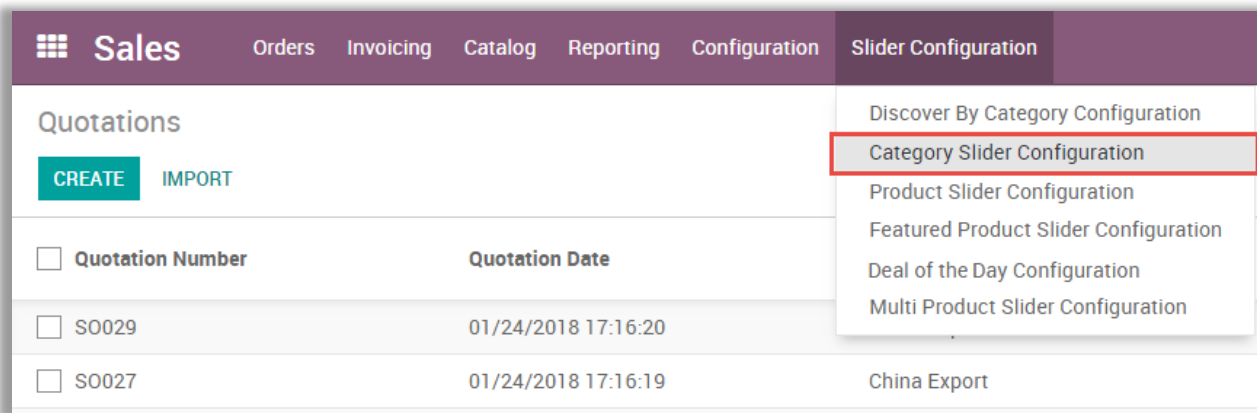 Sales Orders Invoicing Catalog Reporting Configuration Slider Configuration
Quotations
CREATE IMPORT
Discover By Category Configuration
Category Slider Configuration
Product Slider Configuration
Featured Product Slider Configuration
Deal of the Day Configuration
Multi Product Slider Configuration
Quotation Number Quotation Date
SO029 01/24/2018 17:16:20
SO027 01/24/2018 17:16:19 China Export